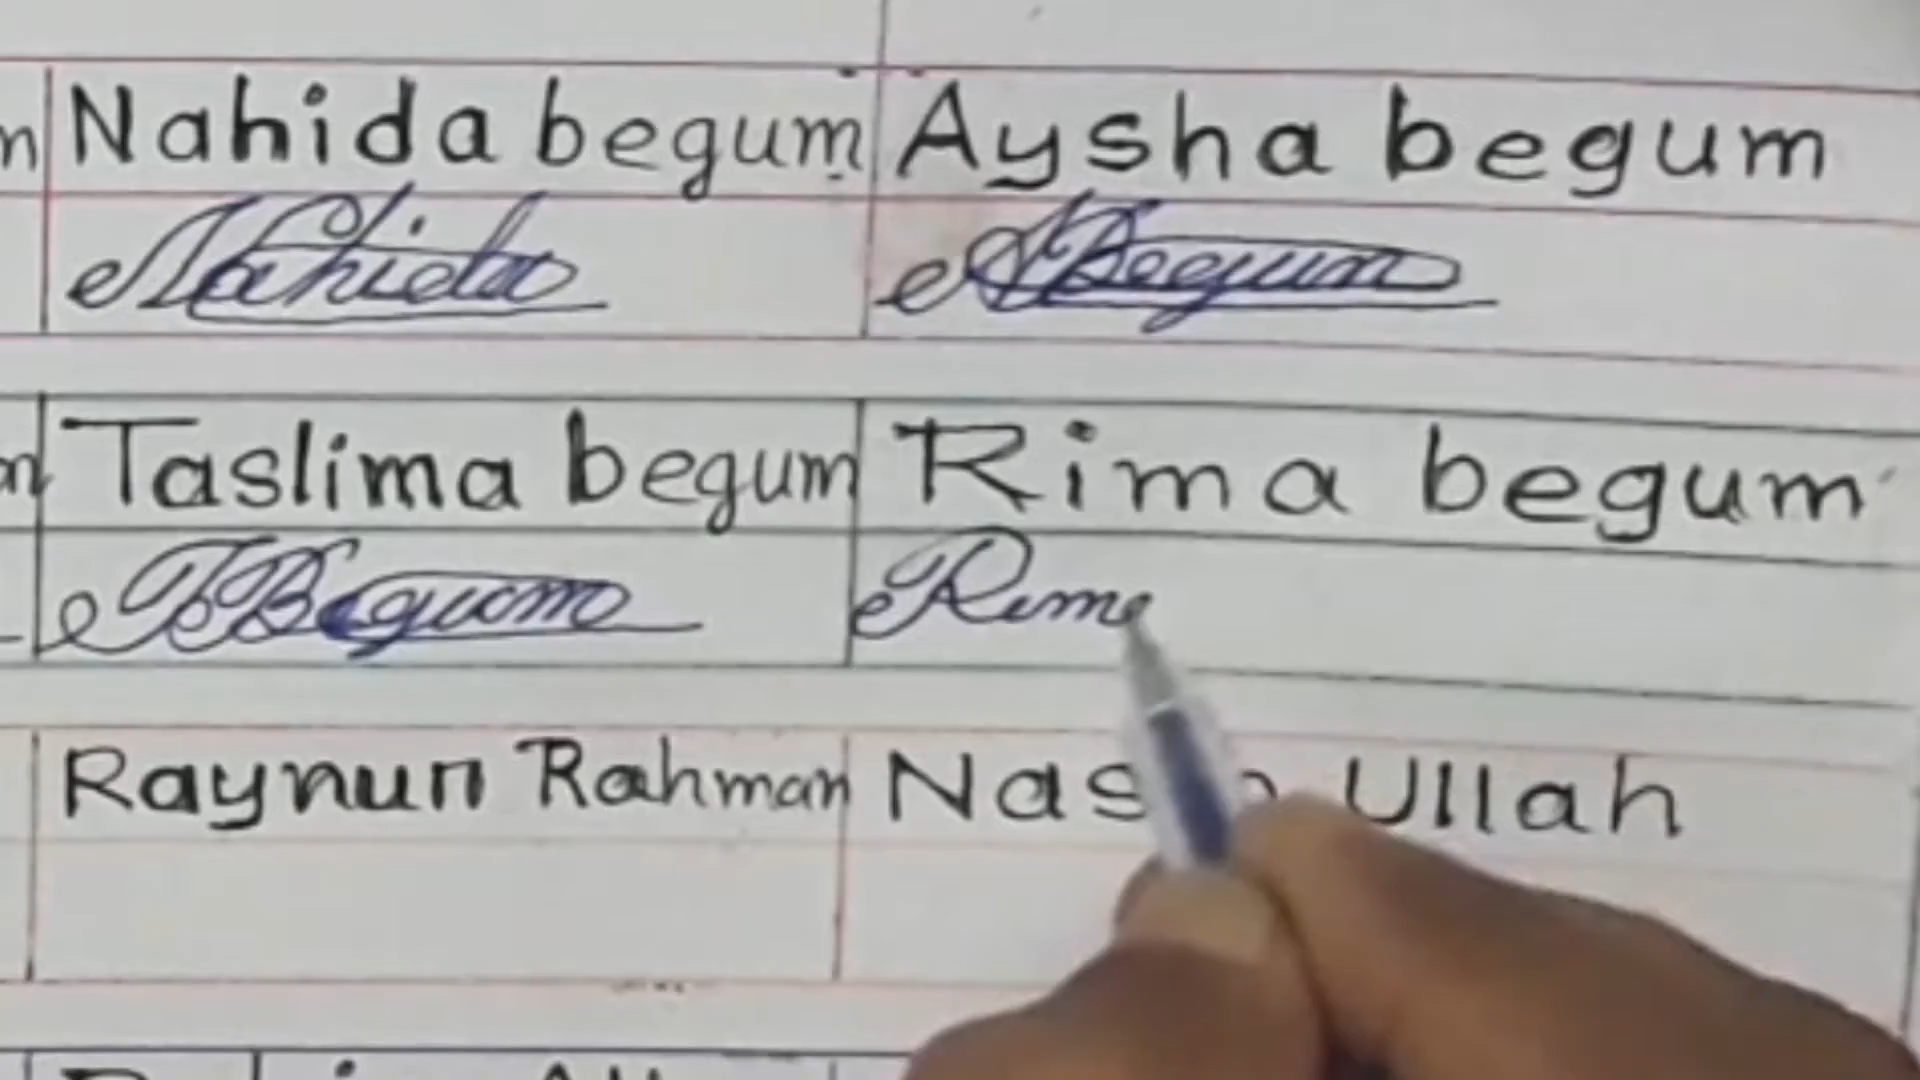 Nahida begum Aysha begum
Nahida ABegum
Taslima begum Rima begum
TBegum Rima
Raynun Rahman Ullah